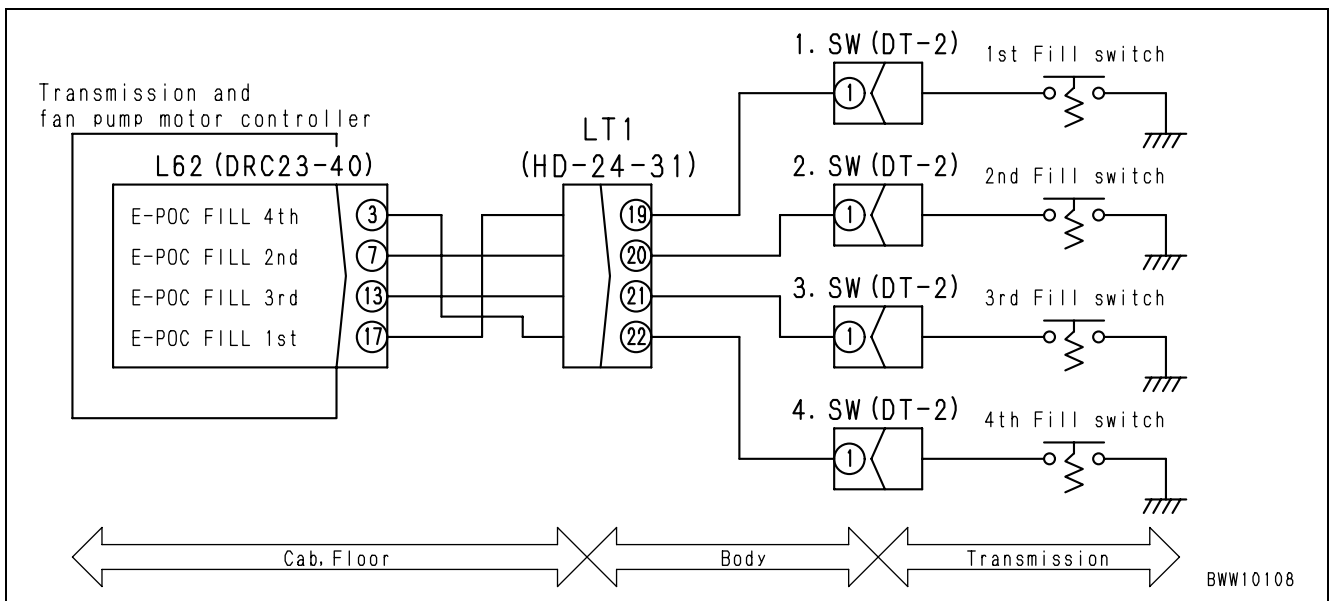 Transmission and
fan pump motor controller
L62 (DRC23-40)
E-POC FILL 4th 3
E-POC FILL 2nd 7
E-POC FILL 3rd 13
E-POC FILL 1st 17
LT1
(HD-24-31)
19
20
21
22
1. SW (DT-2) 1st Fill switch
1
2. SW (DT-2) 2nd Fill switch
1
3. SW (DT-2) 3rd Fill switch
1
4. SW (DT-2) 4th Fill switch
1
Cab, Floor Body Transmission
BWW10108